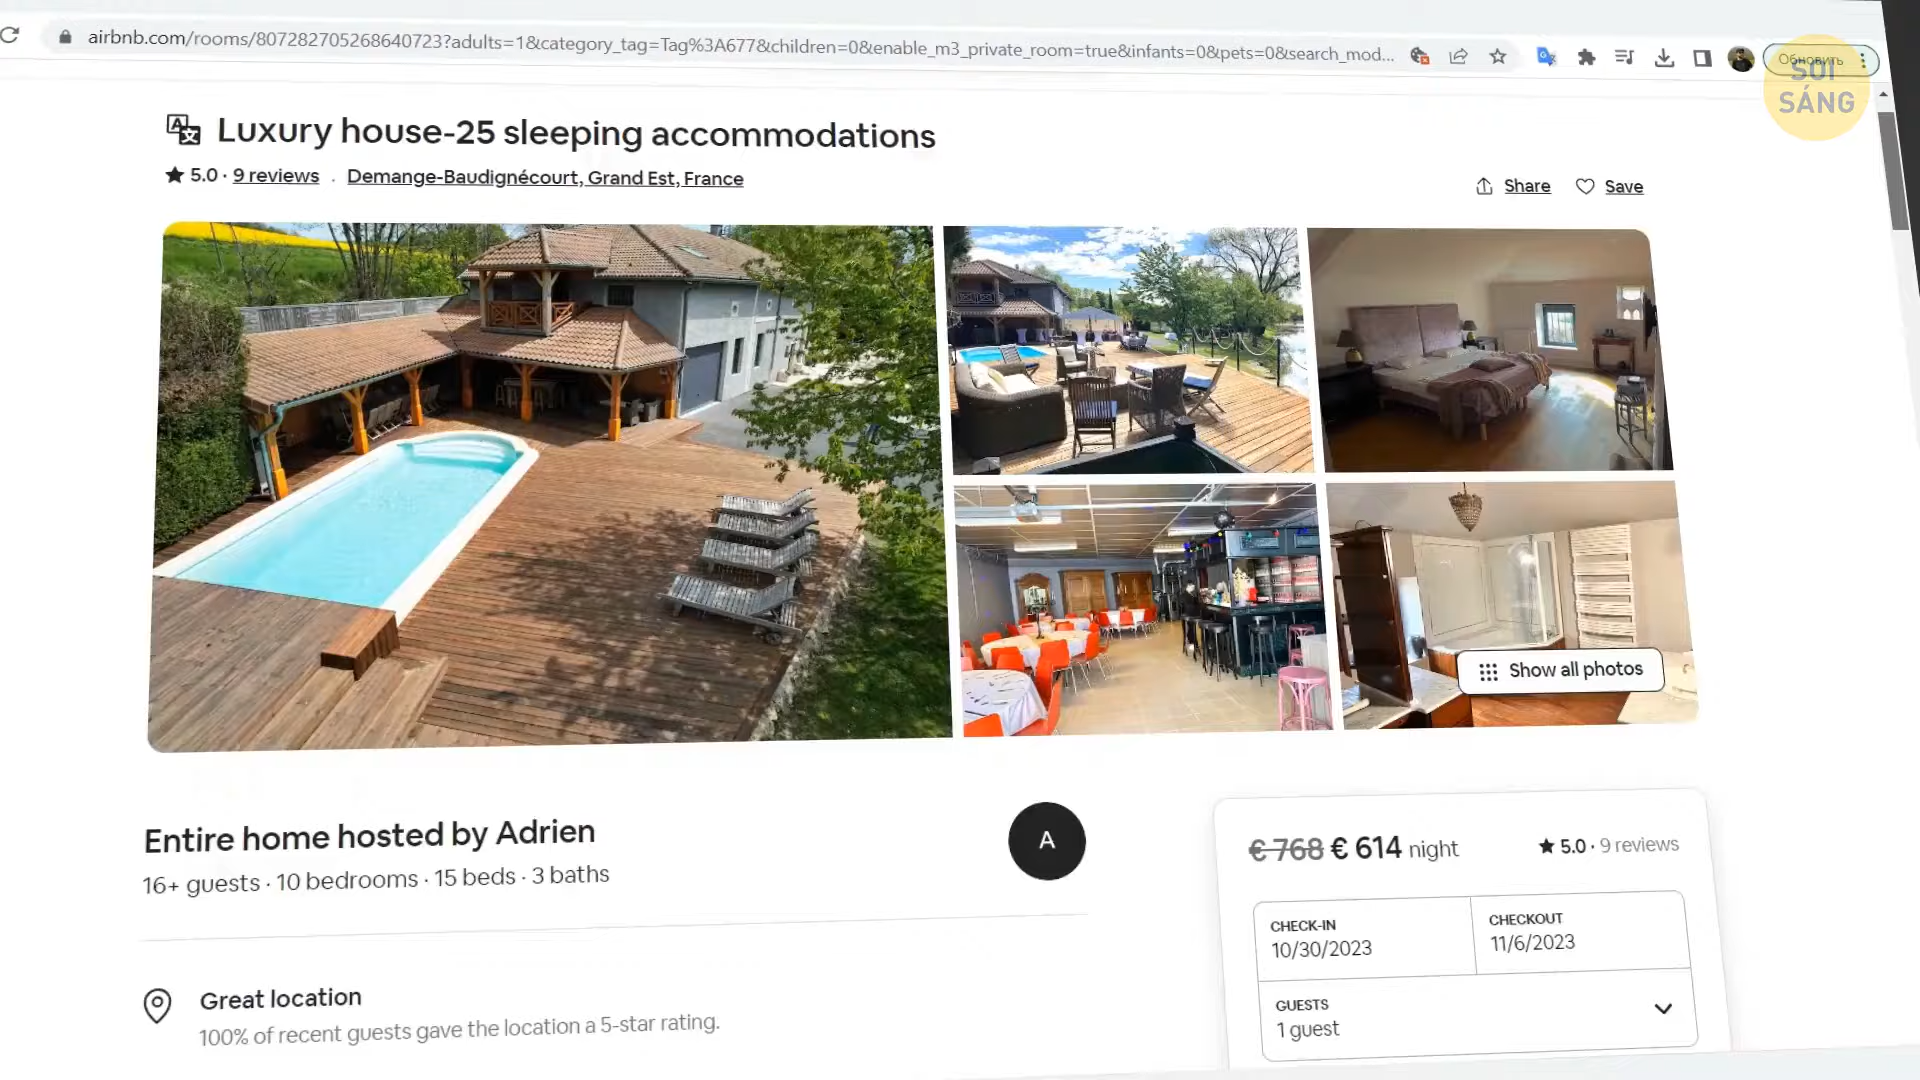 airbnb.com/rooms/807282705268640723?adults=1&category_tag=Tag%3A677&children=0&enable_m3_private_room=true&infants=0&pets=0&search_mod...
Обновить
SOI
SÁNG
Luxury house-25 sleeping accommodations
★ 5.0 · 9 reviews . Demange-Baudignécourt, Grand Est, France
Share
Save
Show all photos
Entire home hosted by Adrien
A
16+ guests · 10 bedrooms · 15 beds · 3 baths
€ 768 € 614 night
★ 5.0 · 9 reviews
CHECK-IN
10/30/2023
CHECKOUT
11/6/2023
GUESTS
1 guest
Great location
100% of recent guests gave the location a 5-star rating.